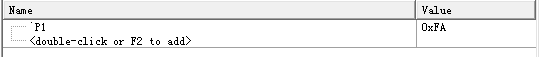 Name Value
`P1 0xFA
<double-click or F2 to add>